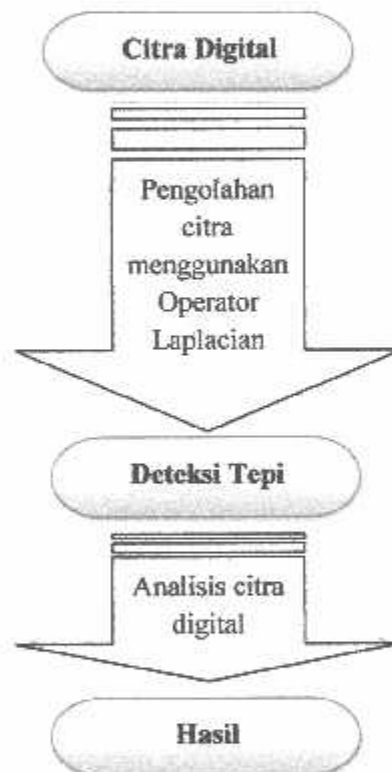 Citra Digital
Pengolahan
citra
menggunakan
Operator
Laplacian
Deteksi Tepi
Analisis citra
digital
Hasil